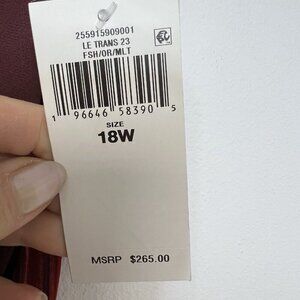 255915909001
LE TRANS 23
FSH/OR/MLT
1 96646 58390 5
SIZE
18W
MSRP $265.00